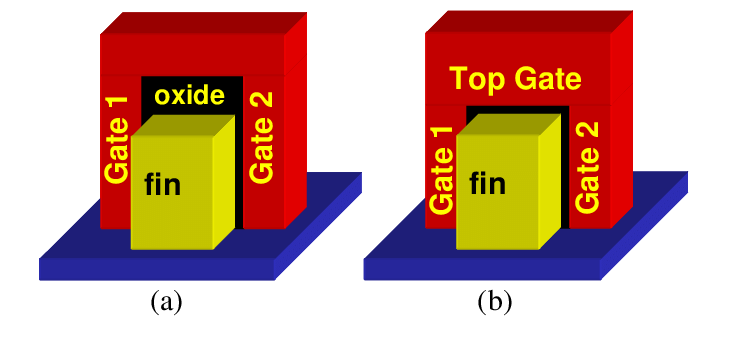 oxide
Gate 1
Gate 2
fin
(a)
Top Gate
Gate 1
Gate 2
fin
(b)